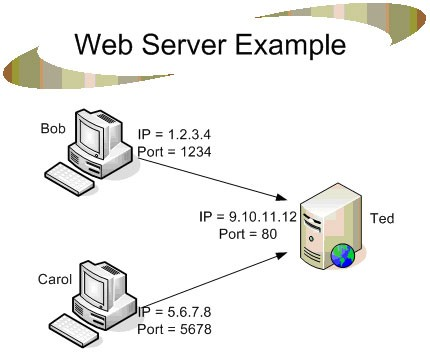 Web Server Example
Bob
IP = 1.2.3.4
Port = 1234
IP = 9.10.11.12
Port = 80
Ted
Carol
IP = 5.6.7.8
Port = 5678